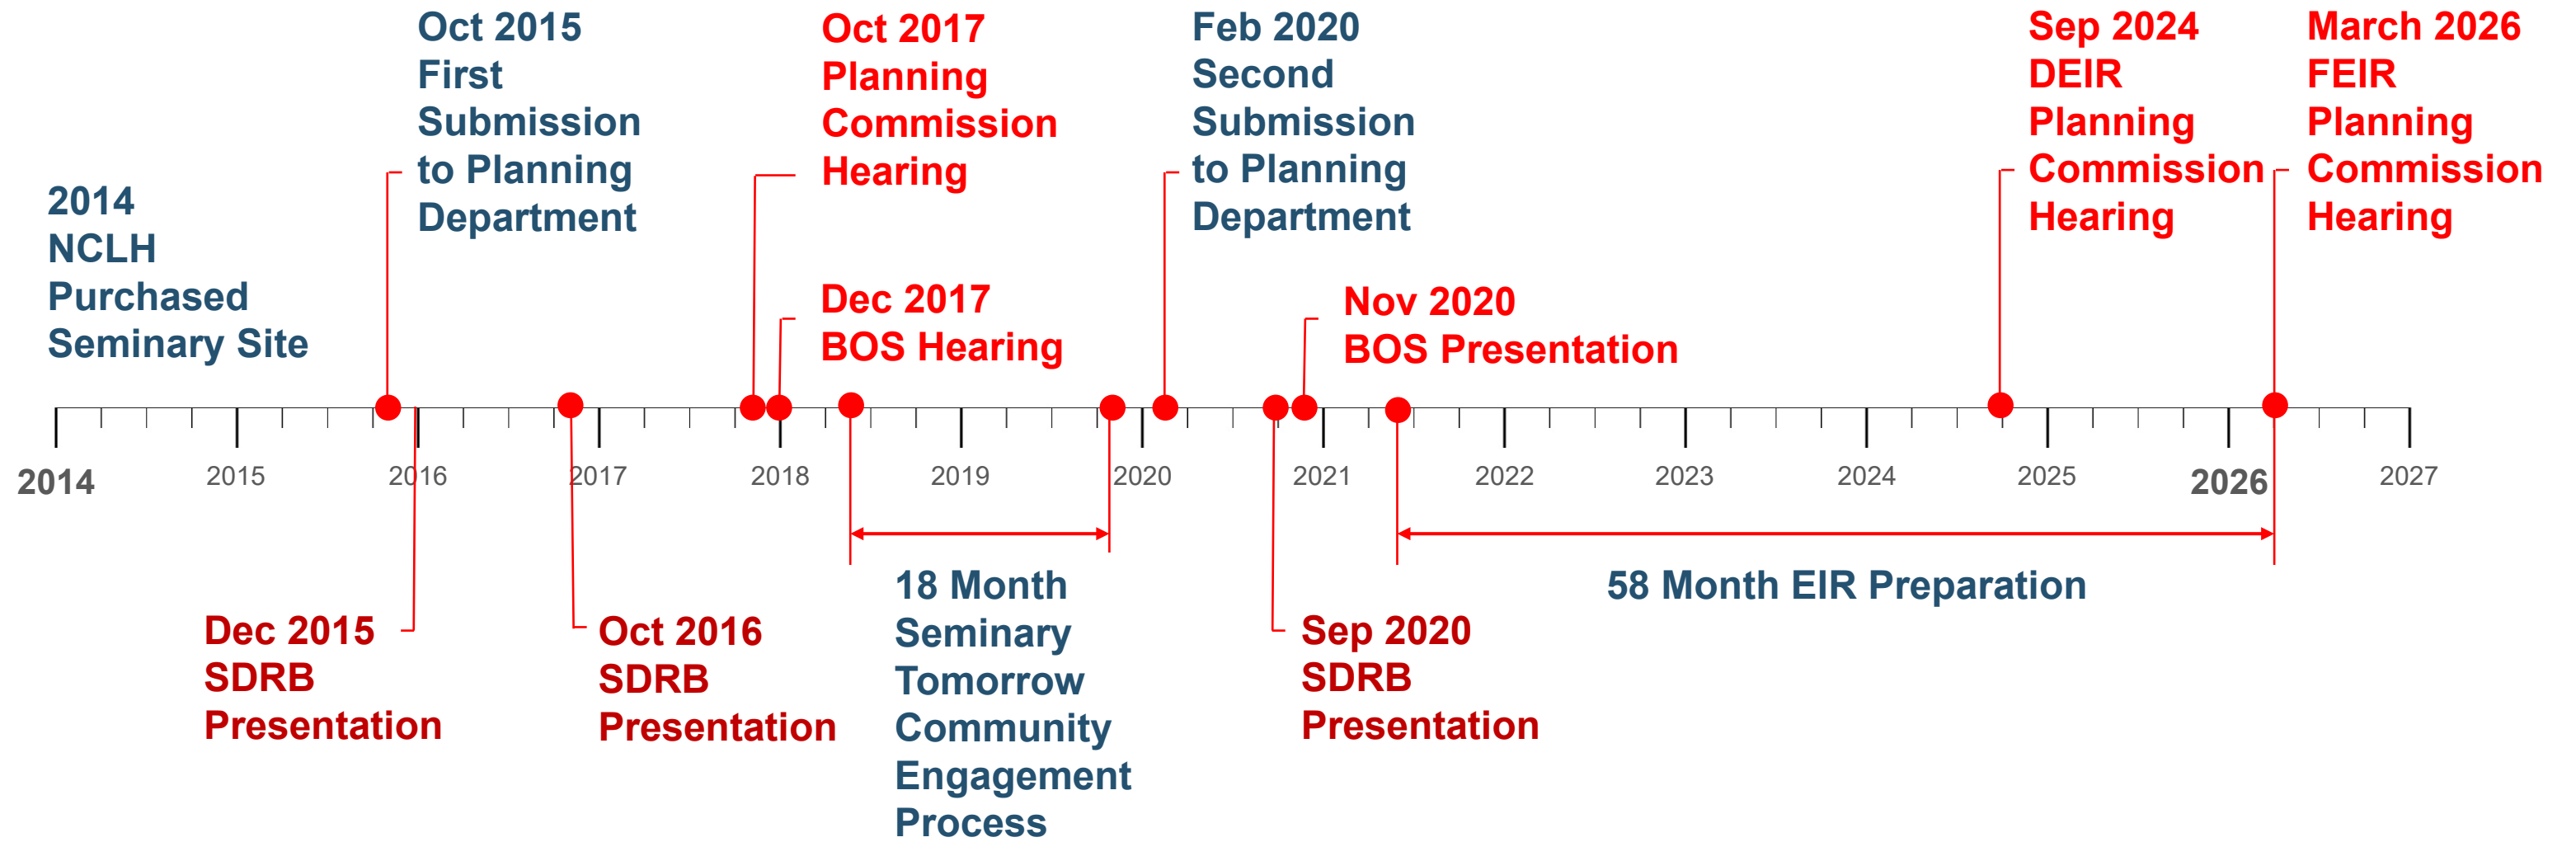 2014
NCLH
Purchased
Seminary Site
Oct 2015
First
Submission
to Planning
Department
Oct 2017
Planning
Commission
Hearing
Dec 2017
BOS Hearing
Feb 2020
Second
Submission
to Planning
Department
Nov 2020
BOS Presentation
Sep 2024
DEIR
Planning
Commission
Hearing
March 2026
FEIR
Planning
Commission
Hearing
2014
2015
2016
2017
2018
2019
2020
2021
2022
2023
2024
2025
2026
2027
Dec 2015
SDRB
Presentation
Oct 2016
SDRB
Presentation
18 Month
Seminary
Tomorrow
Community
Engagement
Process
Sep 2020
SDRB
Presentation
58 Month EIR Preparation